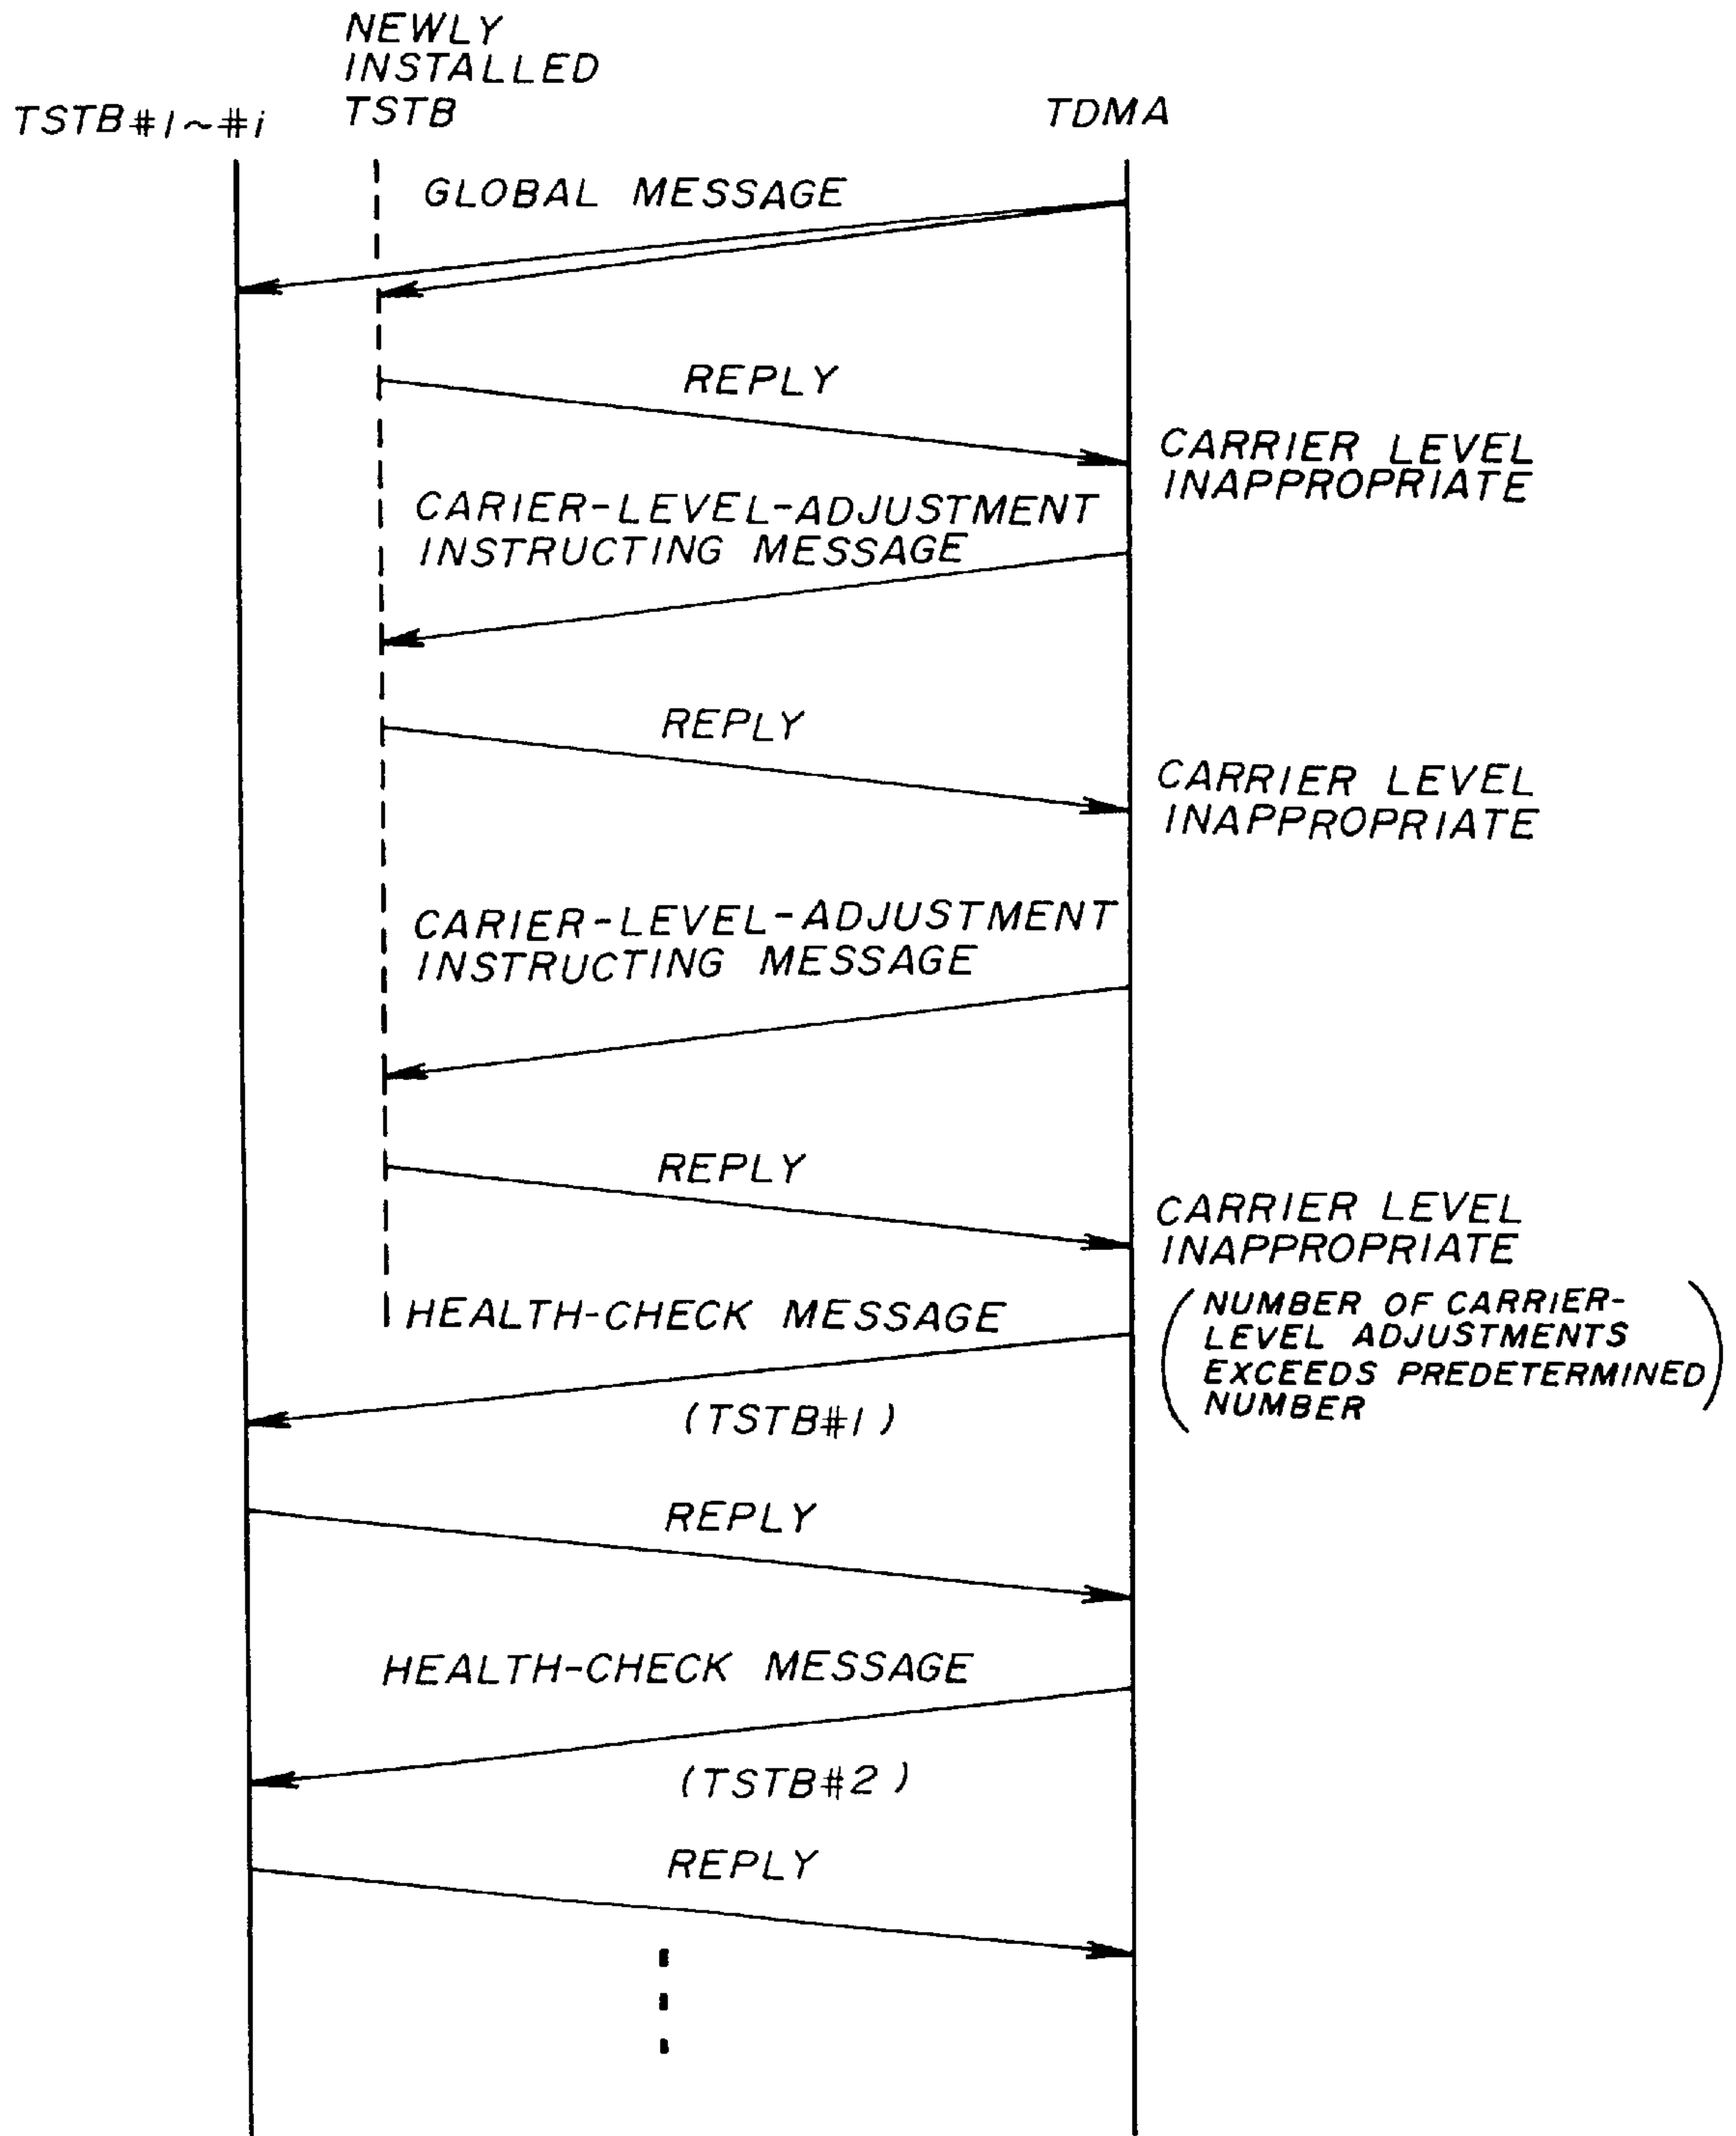 NEWLY
INSTALLED
TSTB
TSTB#1~#i
TDMA
GLOBAL MESSAGE
REPLY
CARRIER LEVEL
INAPPROPRIATE
CARIER-LEVEL-ADJUSTMENT
INSTRUCTING MESSAGE
REPLY
CARRIER LEVEL
INAPPROPRIATE
CARIER-LEVEL-ADJUSTMENT
INSTRUCTING MESSAGE
REPLY
CARRIER LEVEL
INAPPROPRIATE
(NUMBER OF CARRIER-
LEVEL ADJUSTMENTS
EXCEEDS PREDETERMINED
NUMBER)
HEALTH-CHECK MESSAGE
(TSTB#1)
REPLY
HEALTH-CHECK MESSAGE
(TSTB#2)
REPLY